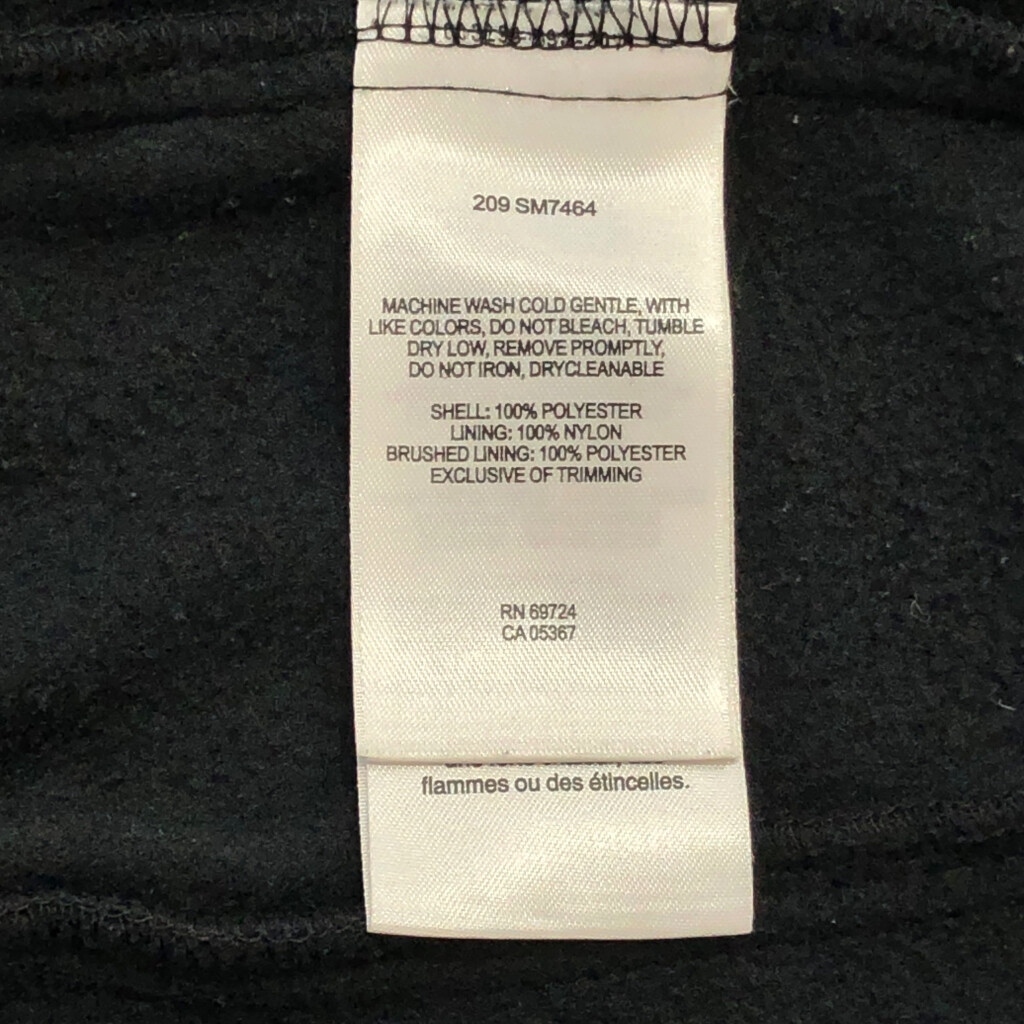 209 SM7464
MACHINE WASH COLD GENTLE, WITH
LIKE COLORS, DO NOT BLEACH, TUMBLE
DRY LOW, REMOVE PROMPTLY,
DO NOT IRON, DRYCLEANABLE
SHELL: 100% POLYESTER
LINING: 100% NYLON
BRUSHED LINING: 100% POLYESTER
EXCLUSIVE OF TRIMMING
RN 69724
CA 05367
flammes ou des étincelles.